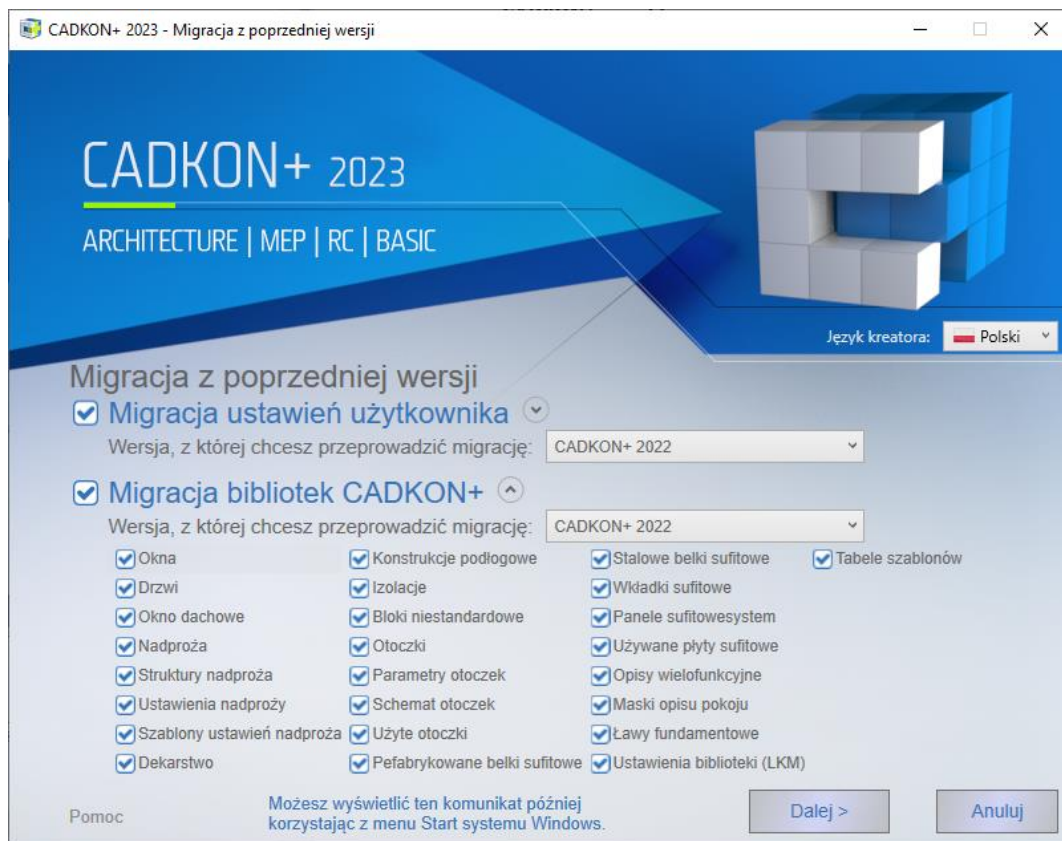 CADKON+ 2023 - Migracja z poprzedniej wersji
CADKON+ 2023
ARCHITECTURE | MEP | RC | BASIC
Język kreatora: Polski
Migracja z poprzedniej wersji
Migracja ustawień użytkownika
Wersja, z której chcesz przeprowadzić migrację: CADKON+ 2022
Migracja bibliotek CADKON+
Wersja, z której chcesz przeprowadzić migrację: CADKON+ 2022
Okna Konstrukcje podłogowe Stalowe belki sufitowe Tabele szablonów
Drzwi Izolacje Wkładki sufitowe
Okno dachowe Bloki niestandardowe Panele sufitowesystem
Nadproża Otoczki Używane płyty sufitowe
Struktury nadproża Parametry otoczek Opisy wielofunkcyjne
Ustawienia nadproży Schemat otoczek Maski opisu pokoju
Szablony ustawień nadproża Użyte otoczki Ławy fundamentowe
Dekarstwo Pefabrykowane belki sufitowe Ustawienia biblioteki (LKM)
Pomoc
Możesz wyświetlić ten komunikat później
korzystając z menu Start systemu Windows.
Dalej > Anuluj